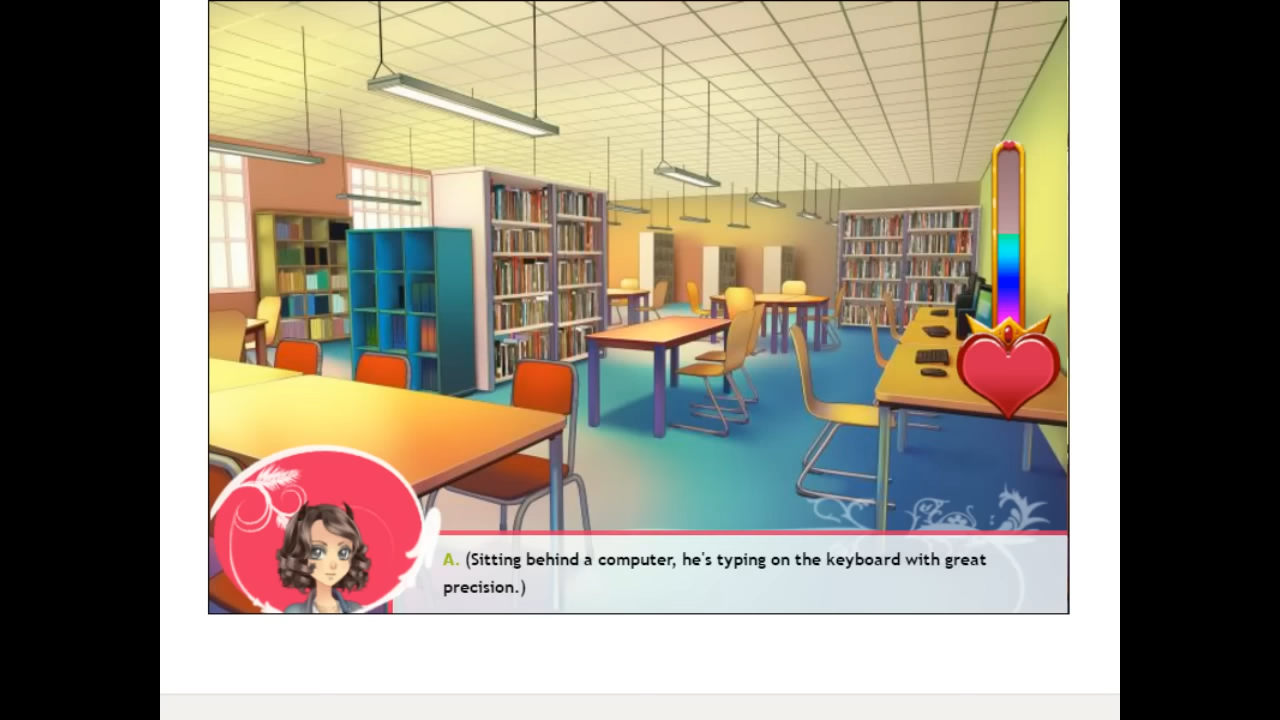 A. (Sitting behind a computer, he's typing on the keyboard with great
precision.)